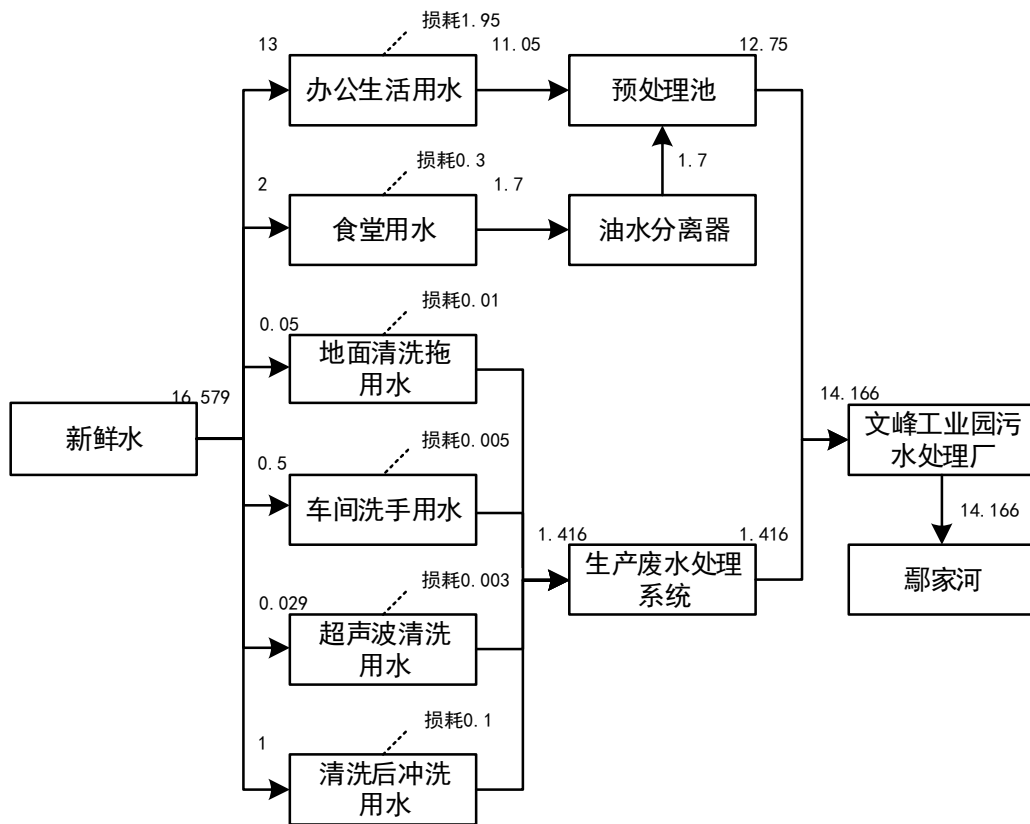 损耗1.95
13
11.05
12.75
办公生活用水
预处理池
损耗0.3
1.7
2
1.7
食堂用水
油水分离器
损耗0.01
0.05
地面清洗拖
用水
16.579
新鲜水
14.166
文峰工业园污
水处理厂
损耗0.005
0.5
车间洗手用水
14.166
1.416
生产废水处理
系统
1.416
鄢家河
损耗0.003
0.029
超声波清洗
用水
损耗0.1
1
清洗后冲洗
用水